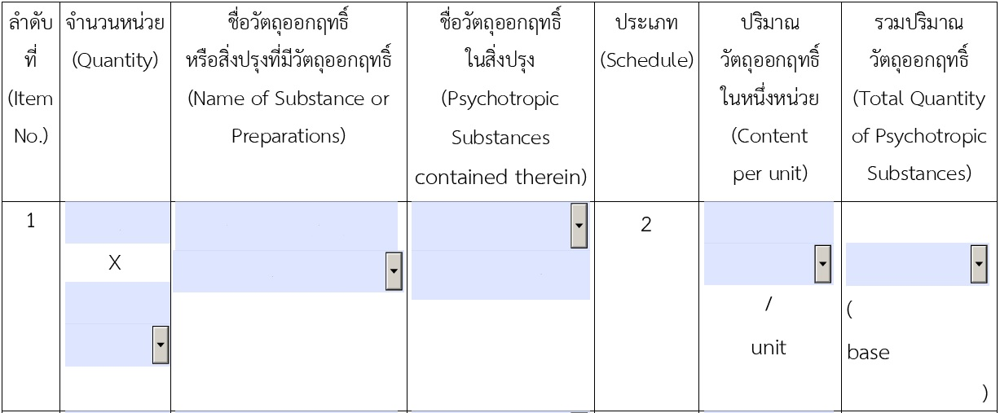 ลำดับ
ที่
(Item
No.)
จำนวนหน่วย
(Quantity)
ชื่อวัตถุออกฤทธิ์
หรือสิ่งปรุงที่มีวัตถุออกฤทธิ์
(Name of Substance or
Preparations)
ชื่อวัตถุออกฤทธิ์
ในสิ่งปรุง
(Psychotropic
Substances
contained therein)
ประเภท
(Schedule)
ปริมาณ
วัตถุออกฤทธิ์
ในหนึ่งหน่วย
(Content
per unit)
รวมปริมาณ
วัตถุออกฤทธิ์
(Total Quantity
of Psychotropic
Substances)
1
X
2
/
unit
(
base
)